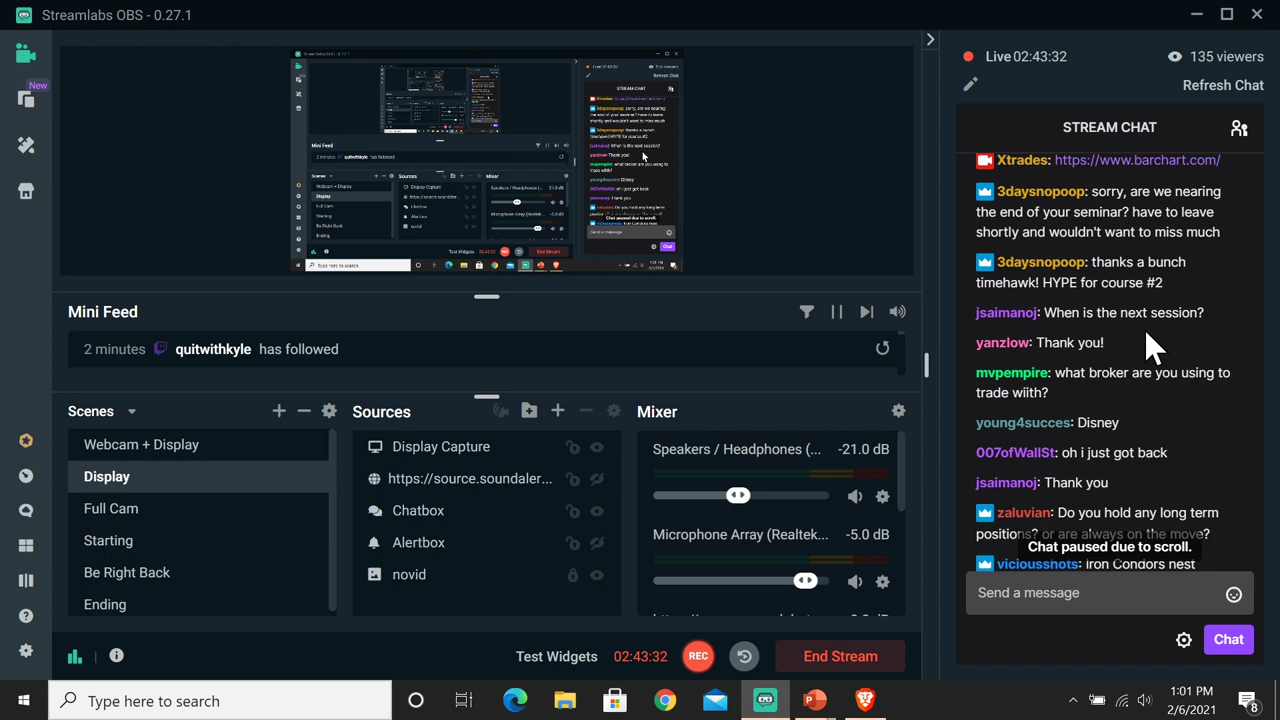 Streamlabs OBS - 0.27.1
Live 02:43:32
135 viewers
New
Refresh Chat
STREAM CHAT
Xtrades: https://www.barchart.com/
3daysnopoop: sorry, are we nearing
the end of your seminar? Have to leave
shortly and wouldn't want to miss much
3daysnopoop: thanks a bunch
timehawk! HYPE for course #2
jsaimanoj: When is the next session?
yanzlow: Thank you!
mvpempire: what broker are you using to
trade wiith?
young4succes: Disney
007ofWallSt: oh i just got back
jsaimanoj: Thank you
zaluvian: Do you hold any long term
positions? or are always on the move?
Chat paused due to scroll.
viciousshots: iron Condors nest
Send a message
Chat
Mini Feed
2 minutes quitwithkyle has followed
Scenes
Webcam + Display
Display
Full Cam
Starting
Be Right Back
Ending
Sources
Display Capture
https://source.soundaler...
Chatbox
Alertbox
novid
Mixer
Speakers / Headphones (... -21.0 dB
Microphone Array (Realtek... -5.0 dB
Test Widgets 02:43:32 REC End Stream
Type here to search
1:01 PM
2/6/2021
8